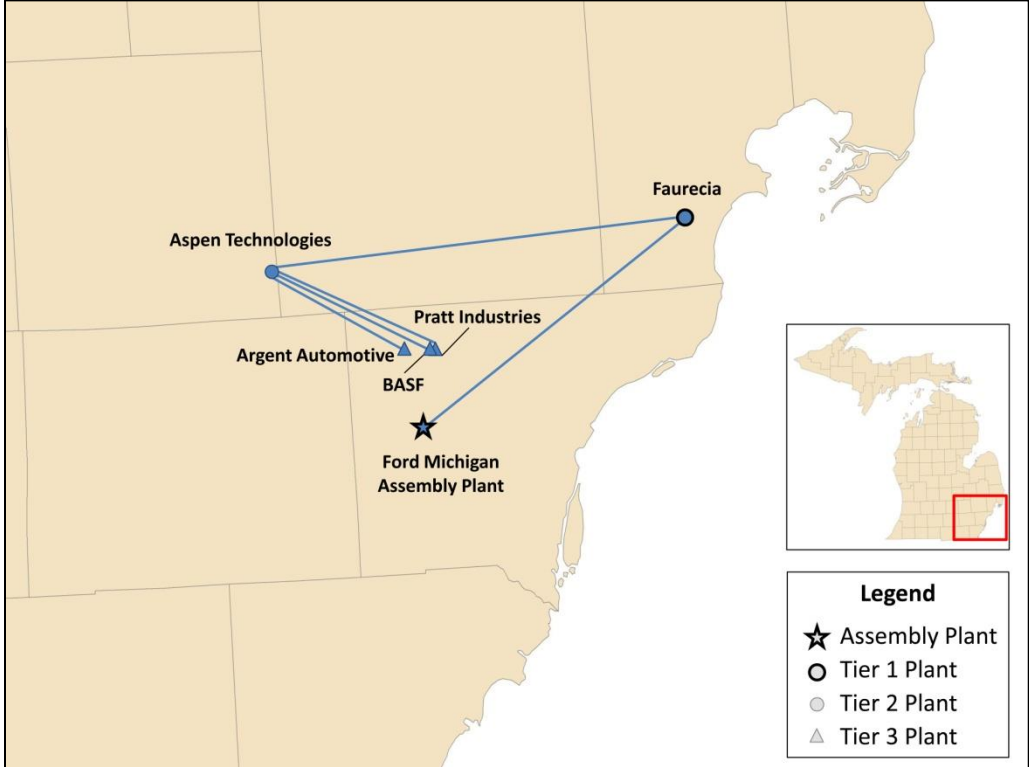 Faurecia
Aspen Technologies
Pratt Industries
Argent Automotive
BASF
Ford Michigan
Assembly Plant
Legend
Assembly Plant
Tier 1 Plant
Tier 2 Plant
Tier 3 Plant